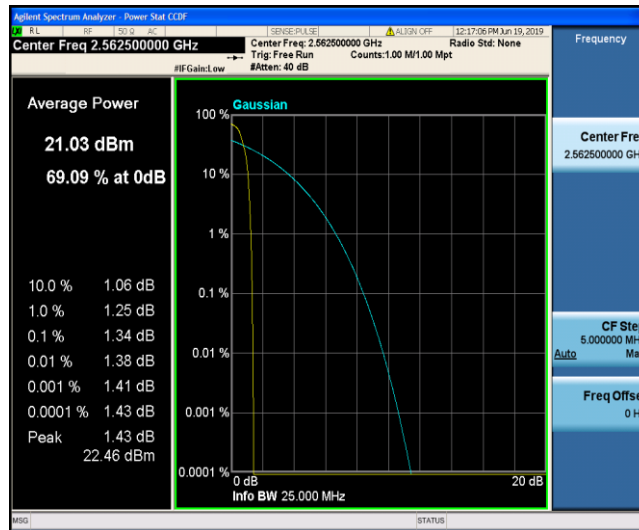 Agilent Spectrum Analyzer - Power Stat CCDF
RL RF 50 Ω AC SENSE:PULSE ALIGN OFF 12:17:06 PM Jun 19, 2019
Center Freq 2.562500000 GHz
Center Freq: 2.562500000 GHz Radio Std: None
Trig: Free Run Counts:1.00 M/1.00 Mpt
#IFGain:Low #Atten: 40 dB
Frequency
Average Power
21.03 dBm
69.09 % at 0dB
10.0 % 1.06 dB
1.0 % 1.25 dB
0.1 % 1.34 dB
0.01 % 1.38 dB
0.001 % 1.41 dB
0.0001 % 1.43 dB
Peak 1.43 dB
22.46 dBm
Gaussian
100 %
10 %
1 %
0.1 %
0.01 %
0.001 %
0.0001 %
0 dB 20 dB
Info BW 25.000 MHz
Center Fre
2.562500000 GH
CF Ste
5.000000 MH
Auto Ma
Freq Offse
0 H
MSG STATUS